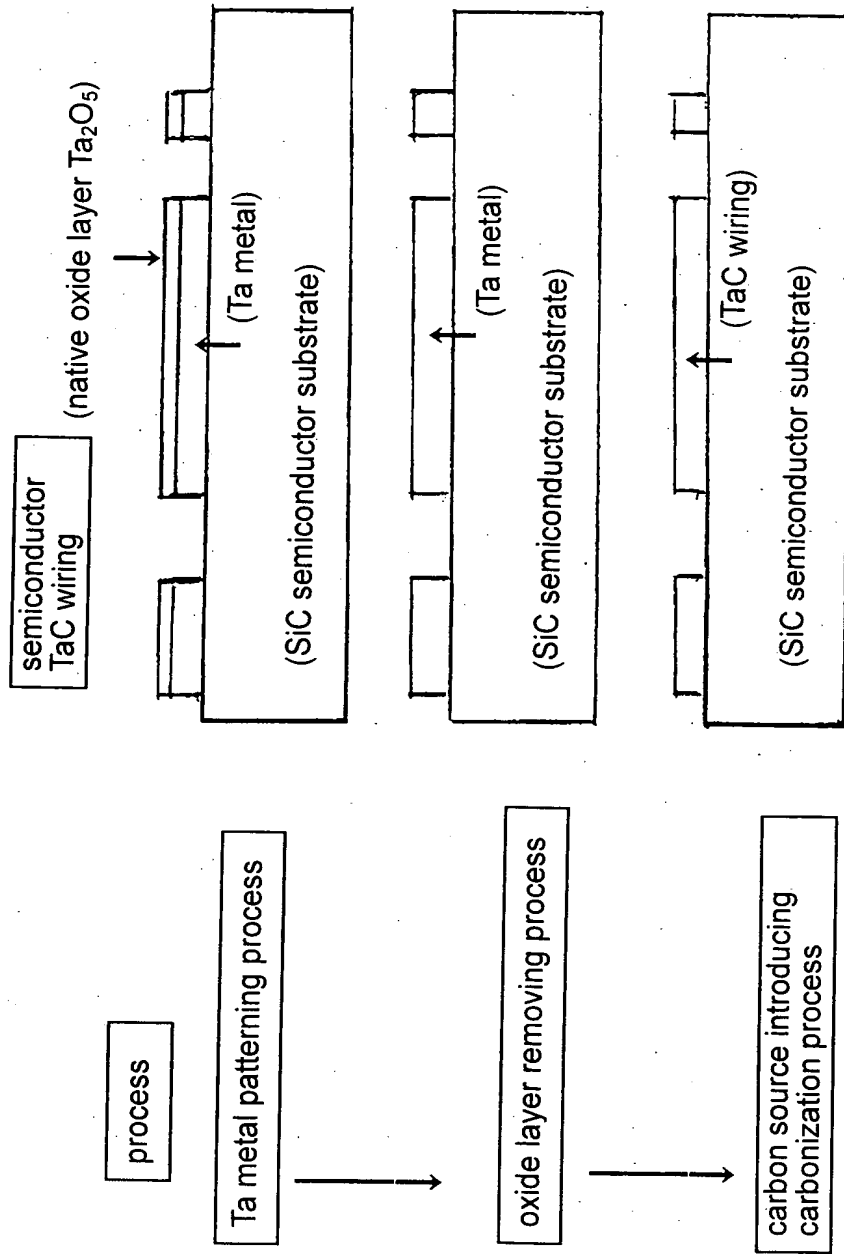 process
semiconductor
TaC wiring
Ta metal patterning process
(native oxide layer Ta₂O₅)
(Ta metal)
(SiC semiconductor substrate)
oxide layer removing process
(Ta metal)
(SiC semiconductor substrate)
carbon source introducing
carbonization process
(TaC wiring)
(SiC semiconductor substrate)